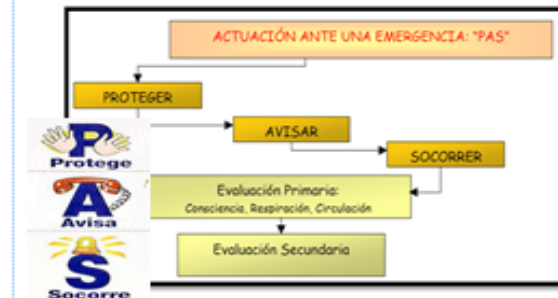 ACTUACIÓN ANTE UNA EMERGENCIA: "PAS"
PROTEGER
AVISAR
SOCORRER
P
Protege
A
Avisa
S
Socorre
Evaluación Primaria:
Consciencia, Respiración, Circulación
Evaluación Secundaria